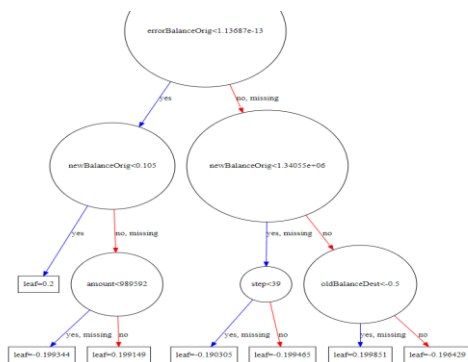 errorBalanceOrig<1.13687e-13
yes
no, missing
newBalanceOrig<0.105
newBalanceOrig<1.34055e+06
yes
no, missing
yes, missing
no
leaf=0.2
amount<989592
step<39
oldBalanceDest<-0.5
yes, missing
no
yes, missing
no
yes, missing
no
leaf=-0.199344
leaf=0.199149
leaf=-0.190305
leaf=-0.199465
leaf=0.199851
leaf=-0.196429